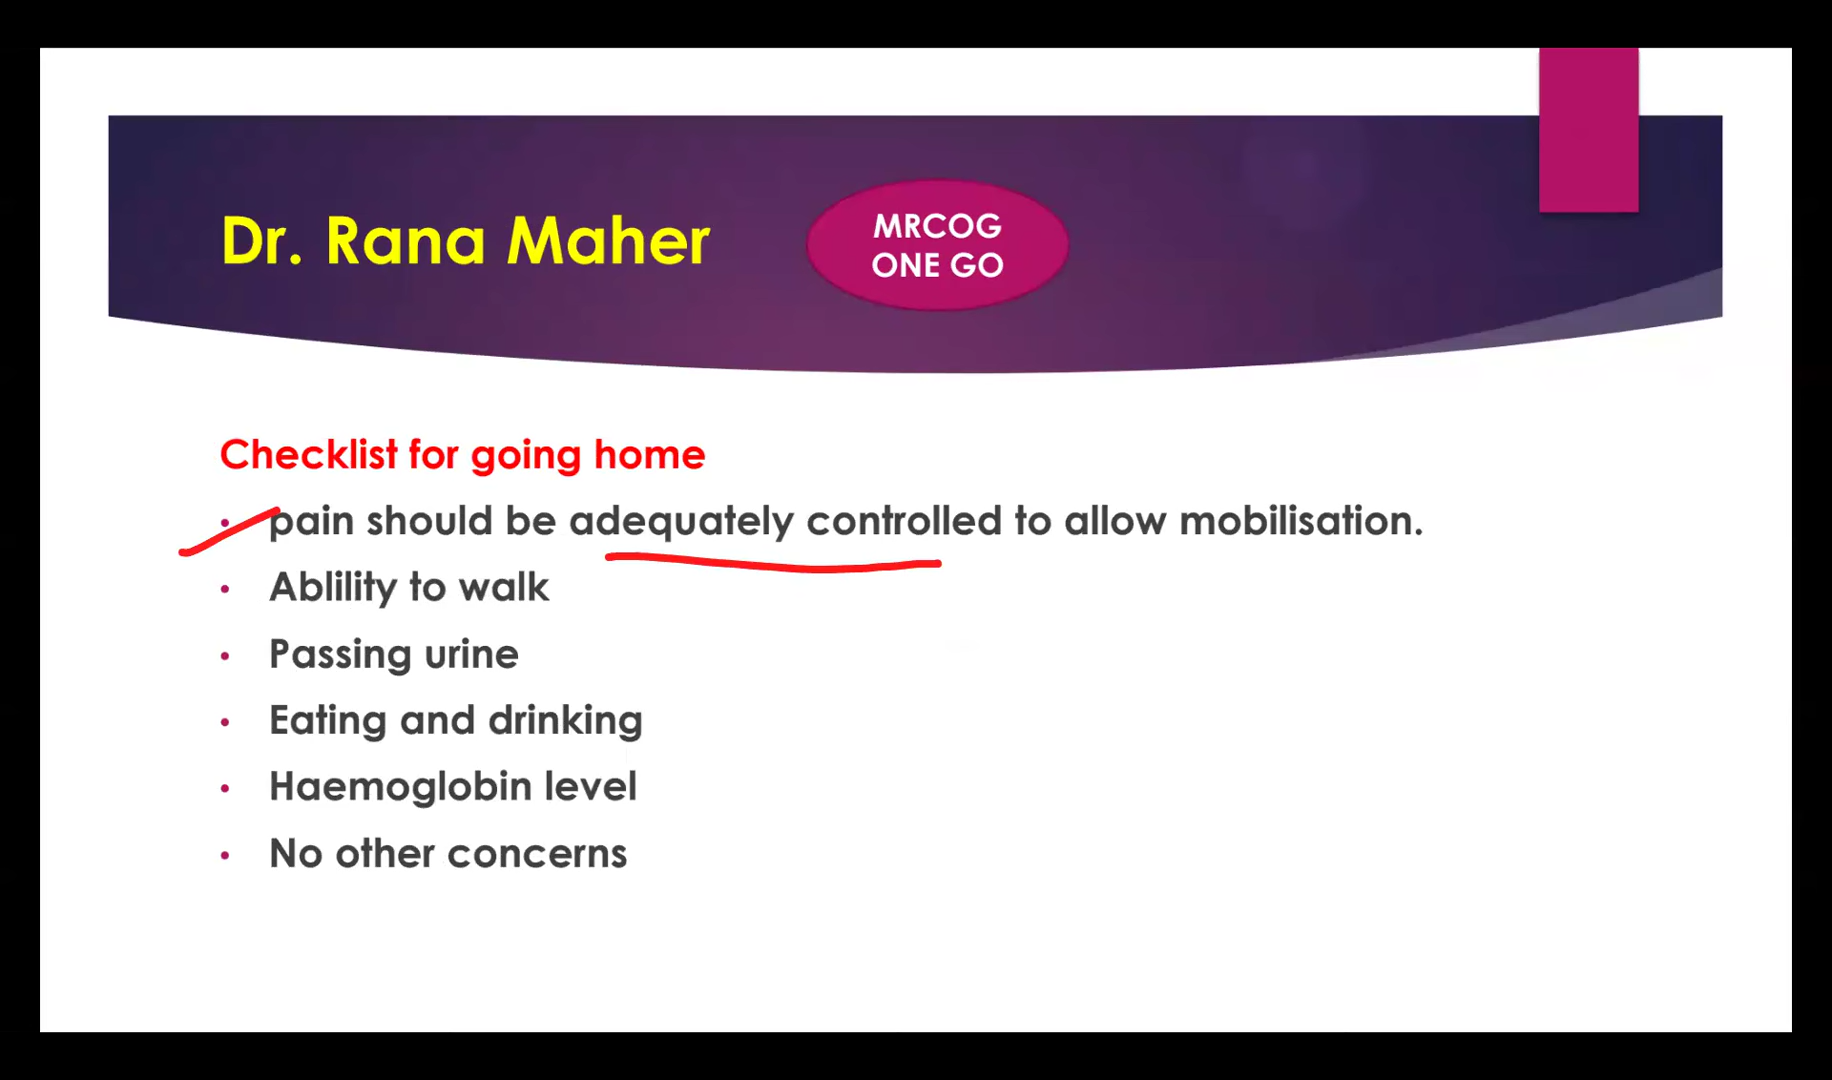 Dr. Rana Maher
MRCOG
ONE GO
Checklist for going home
• pain should be adequately controlled to allow mobilisation.
• Ablility to walk
• Passing urine
• Eating and drinking
• Haemoglobin level
• No other concerns